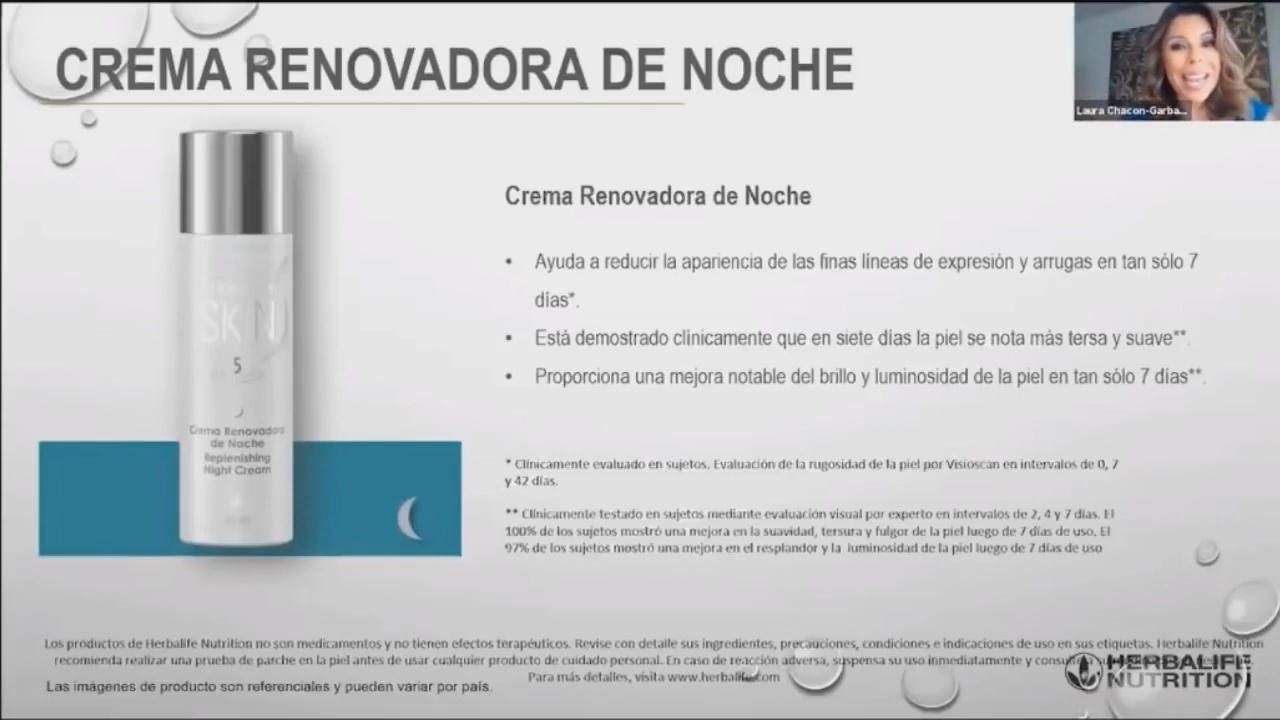 CREMA RENOVADORA DE NOCHE
Laura Chacon-Garba...
Crema Renovadora de Noche
• Ayuda a reducir la apariencia de las finas líneas de expresión y arrugas en tan sólo 7
días*.
• Está demostrado clínicamente que en siete días la piel se nota más tersa y suave**.
• Proporciona una mejora notable del brillo y luminosidad de la piel en tan sólo 7 días**.
SKIN
5
Crema Renovadora
de Noche
Replenishing
Night Cream
* Clínicamente evaluado en sujetos. Evaluación de la rugosidad de la piel por Visioscan en intervalos de 0, 7
y 42 días.
** Clínicamente testado en sujetos mediante evaluación visual por experto en intervalos de 2, 4 y 7 días. El
100% de los sujetos mostró una mejora en la suavidad, tersura y fulgor de la piel luego de 7 días de uso. El
97% de los sujetos mostró una mejora en el resplandor y la luminosidad de la piel luego de 7 días de uso
Los productos de Herbalife Nutrition no son medicamentos y no tienen efectos terapéuticos. Revise con detalle sus ingredientes, precauciones, condiciones e indicaciones de uso en sus etiquetas. Herbalife Nutrition
recomienda realizar una prueba de parche en la piel antes de usar cualquier producto de cuidado personal. En caso de reacción adversa, suspensa su uso inmediatamente y
Para más detalles, visita www.herbalife.com
Las imágenes de producto son referenciales y pueden variar por país.
HERBALIFE
NUTRITION